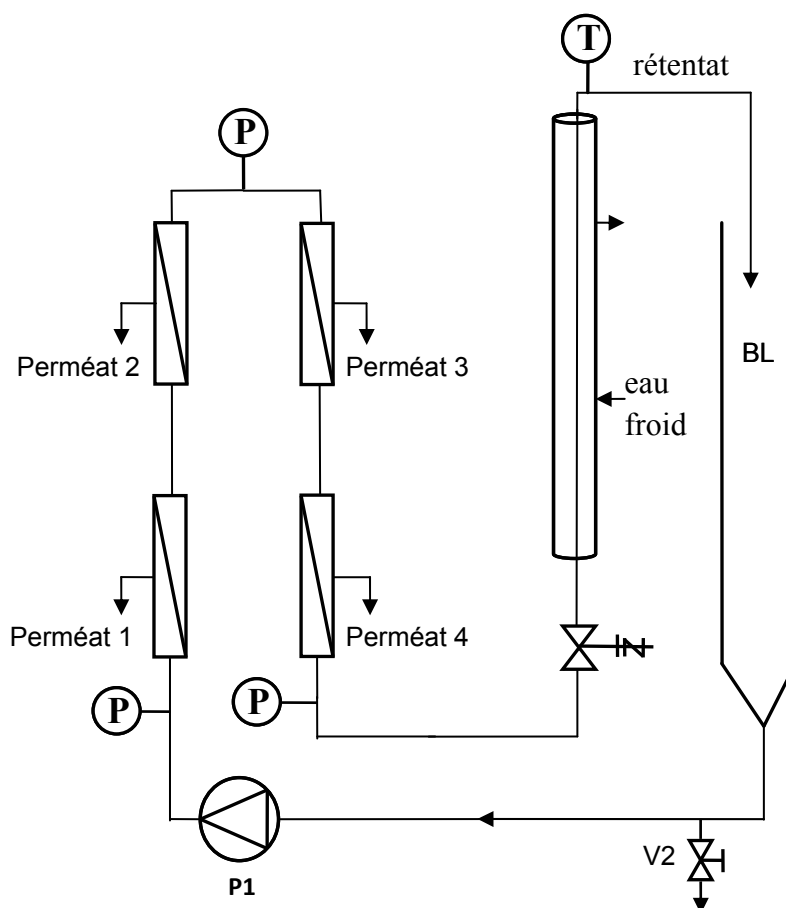 T
rétentat
P
BL
Perméat 2
Perméat 3
eau
froid
Perméat 1
Perméat 4
P
P
V2
P1